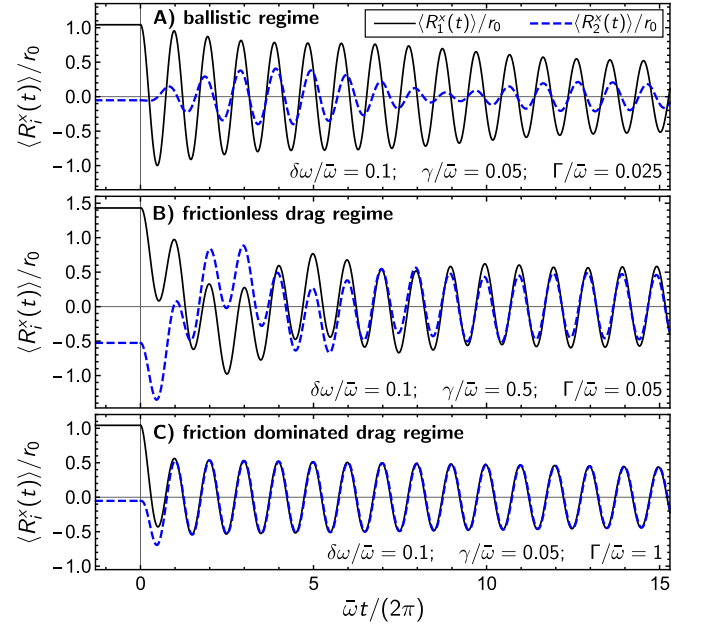 A) ballistic regime
⟨R₁ˣ(t)⟩/r₀ ⟨R₂ˣ(t)⟩/r₀
1.0
0.5
0.0
−0.5
−1.0
⟨Rᵢˣ(t)⟩/r₀
δω/ω̄ = 0.1; γ/ω̄ = 0.05; Γ/ω̄ = 0.025
B) frictionless drag regime
1.5
1.0
0.5
0.0
−0.5
−1.0
⟨Rᵢˣ(t)⟩/r₀
δω/ω̄ = 0.1; γ/ω̄ = 0.5; Γ/ω̄ = 0.05
C) friction dominated drag regime
1.0
0.5
0.0
−0.5
−1.0
⟨Rᵢˣ(t)⟩/r₀
δω/ω̄ = 0.1; γ/ω̄ = 0.05; Γ/ω̄ = 1
0 5 10 15
ω̄t/(2π)